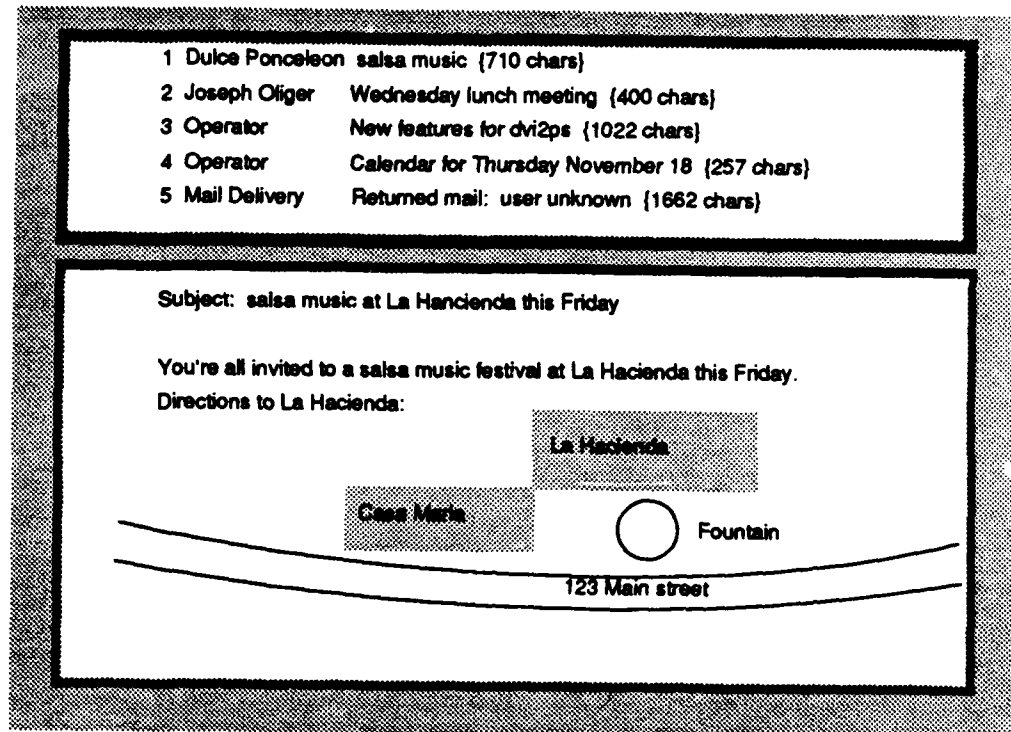 1 Dulce Ponceleon salsa music {710 chars}
2 Joseph Oliger Wednesday lunch meeting {400 chars}
3 Operator New features for dvi2ps {1022 chars}
4 Operator Calendar for Thursday November 18 {257 chars}
5 Mail Delivery Returned mail: user unknown {1662 chars}
Subject: salsa music at La Hancienda this Friday
You're all invited to a salsa music festival at La Hacienda this Friday.
Directions to La Hacienda:
La Hacienda
Casa Maria
Fountain
123 Main street